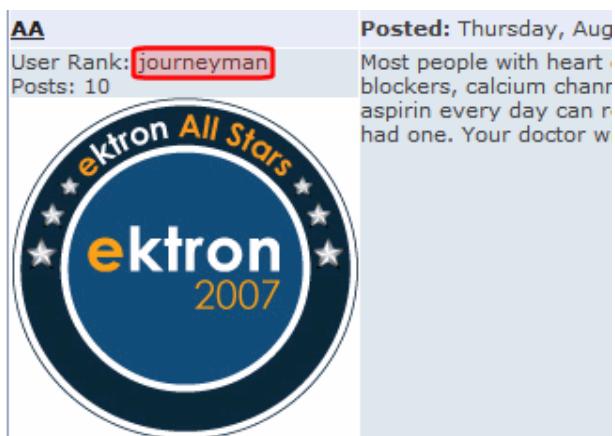 AA
Posted: Thursday, Aug
User Rank: journeyman
Posts: 10
Most people with heart
blockers, calcium chann
aspirin every day can r
had one. Your doctor w
ektron All Stars
ektron
2007